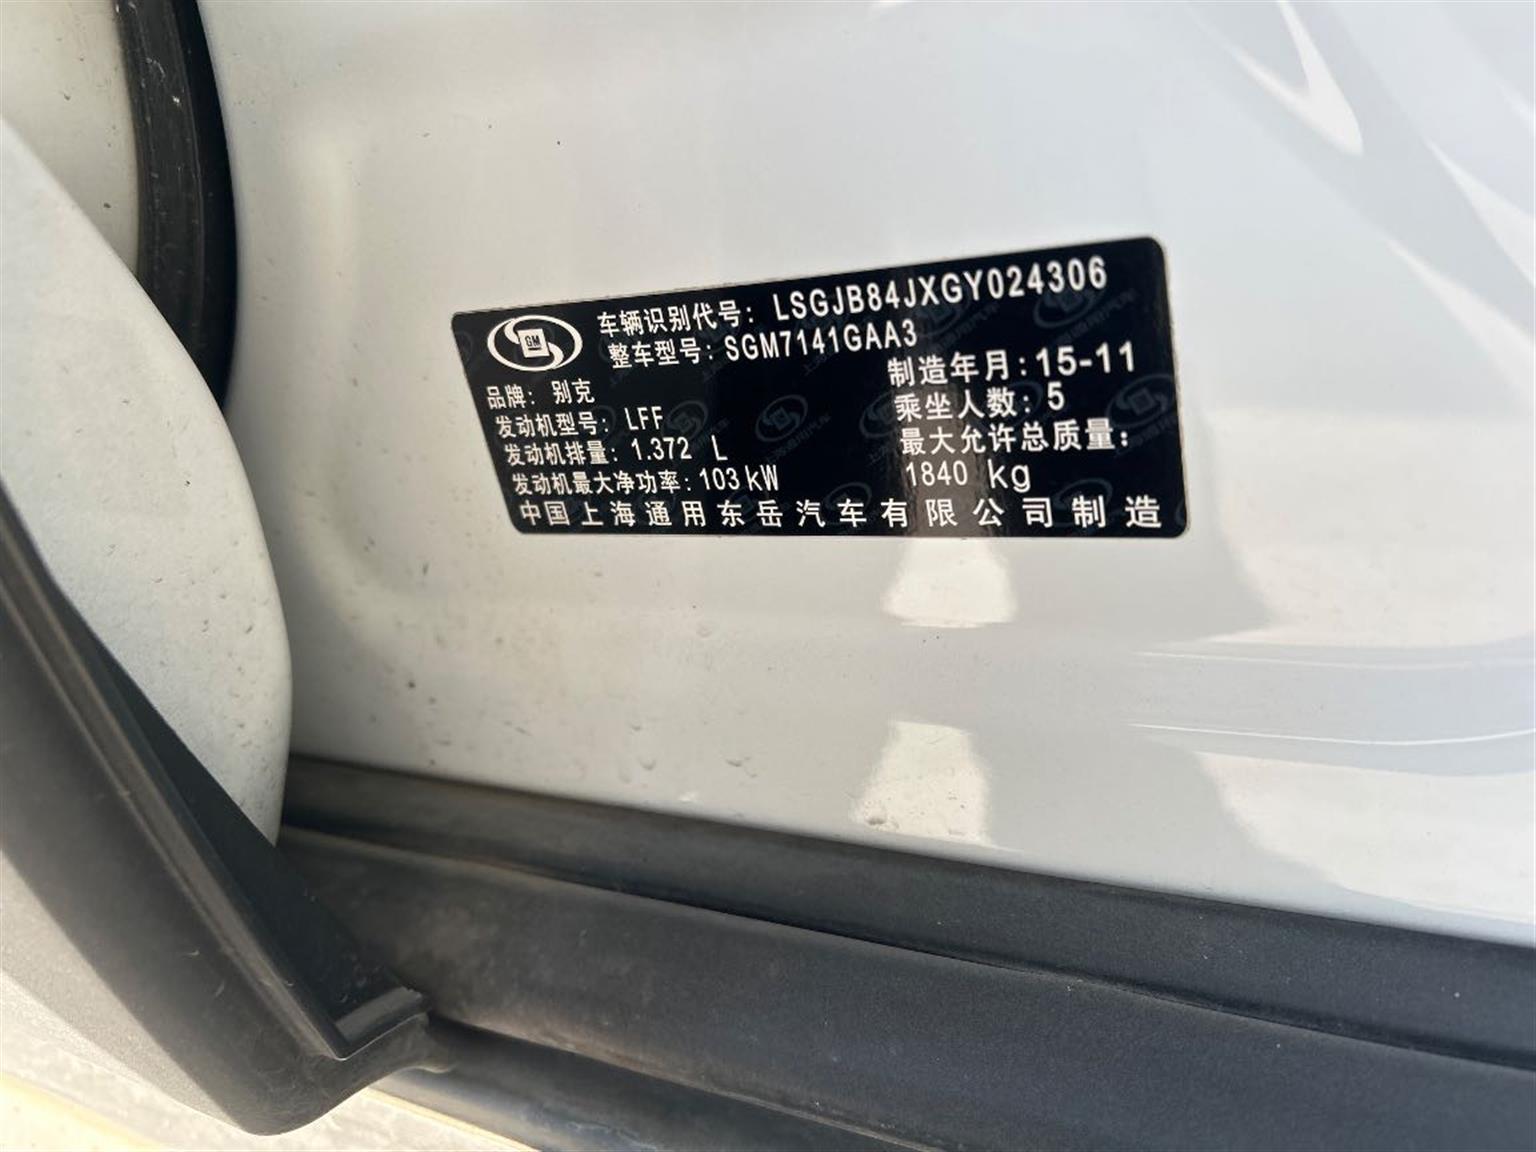 GM
车辆识别代号: LSGJB84JXGY024306
整车型号: SGM7141GAA3
品牌: 别克
制造年月: 15-11
发动机型号: LFF
乘坐人数: 5
发动机排量: 1.372 L
最大允许总质量:
发动机最大净功率: 103 kW
1840 kg
中国上海通用东岳汽车有限公司制造